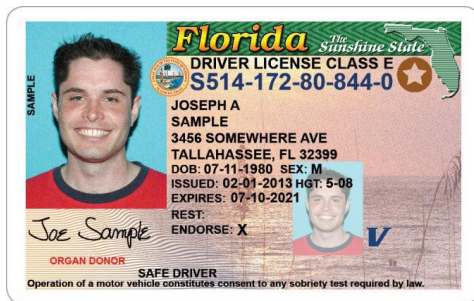 Florida The Sunshine State
DRIVER LICENSE CLASS E
S514-172-80-844-0
SAMPLE
JOSEPH A
SAMPLE
3456 SOMEWHERE AVE
TALLAHASSEE, FL 32399
DOB: 07-11-1980 SEX: M
ISSUED: 02-01-2013 HGT: 5-08
EXPIRES: 07-10-2021
REST:
ENDORSE: X
Joe Sample
V
ORGAN DONOR
SAFE DRIVER
Operation of a motor vehicle constitutes consent to any sobriety test required by law.